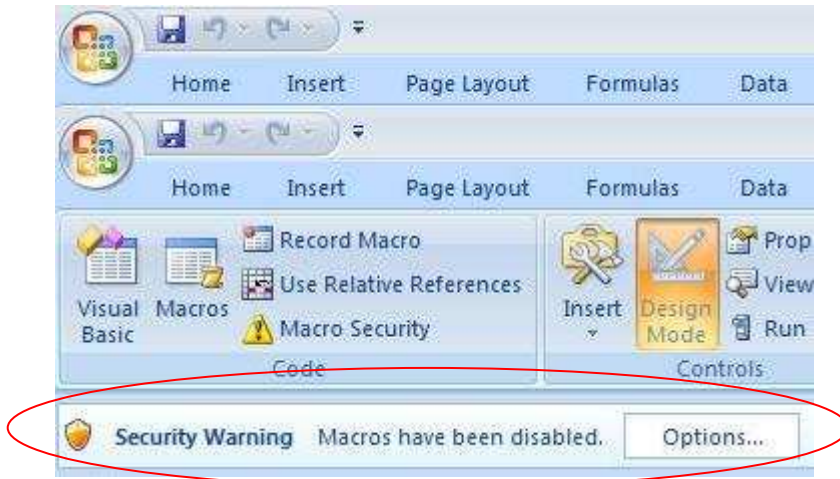 Home Insert Page Layout Formulas Data
Home Insert Page Layout Formulas Data
Visual Basic
Macros
Record Macro
Use Relative References
Macro Security
Code
Insert
Design Mode
Prop
View
Run
Controls
Security Warning Macros have been disabled. Options...